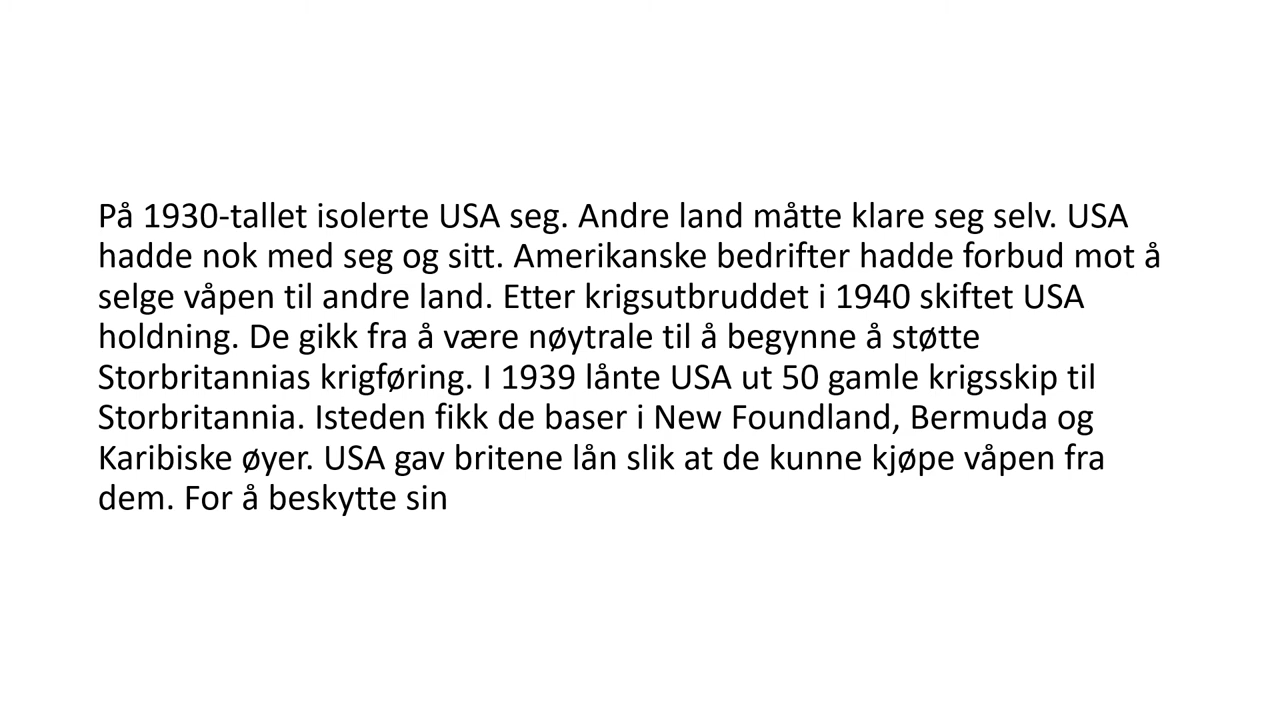 På 1930-tallet isolerte USA seg. Andre land måtte klare seg selv. USA
hadde nok med seg og sitt. Amerikanske bedrifter hadde forbud mot å
selge våpen til andre land. Etter krigsutbruddet i 1940 skiftet USA
holdning. De gikk fra å være nøytrale til å begynne å støtte
Storbritannias krigføring. I 1939 lånte USA ut 50 gamle krigsskip til
Storbritannia. Isteden fikk de baser i New Foundland, Bermuda og
Karibiske øyer. USA gav britene lån slik at de kunne kjøpe våpen fra
dem. For å beskytte sin